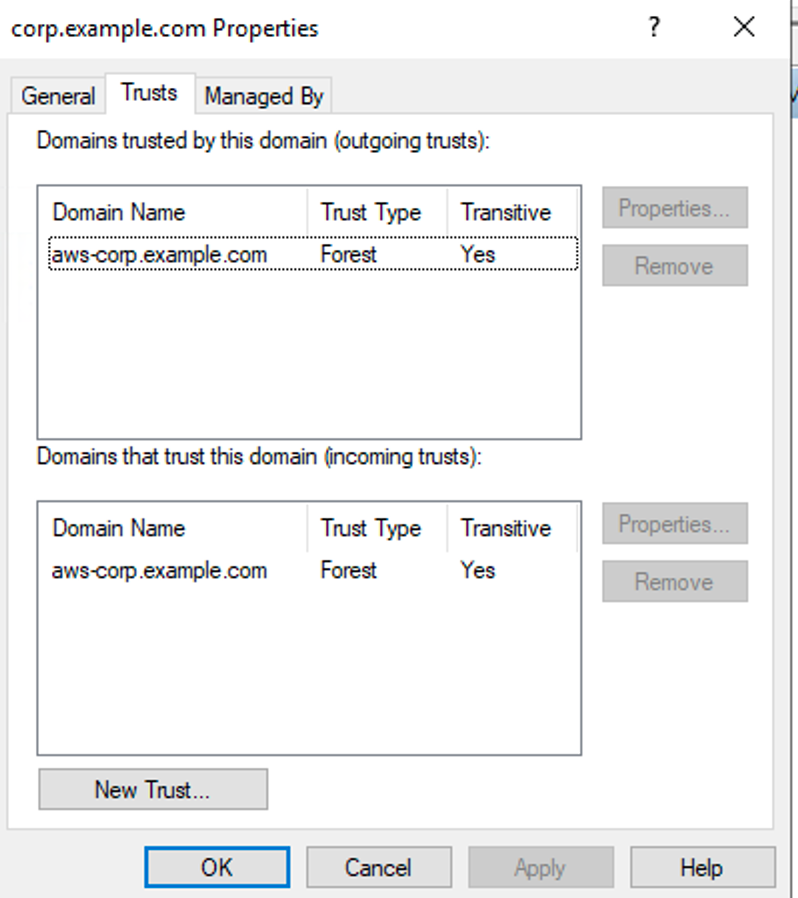 corp.example.com Properties
?
General Trusts Managed By
Domains trusted by this domain (outgoing trusts):
Domain Name Trust Type Transitive
Properties...
aws-corp.example.com Forest Yes
Remove
Domains that trust this domain (incoming trusts):
Domain Name Trust Type Transitive
Properties...
aws-corp.example.com Forest Yes
Remove
New Trust...
OK Cancel Apply Help